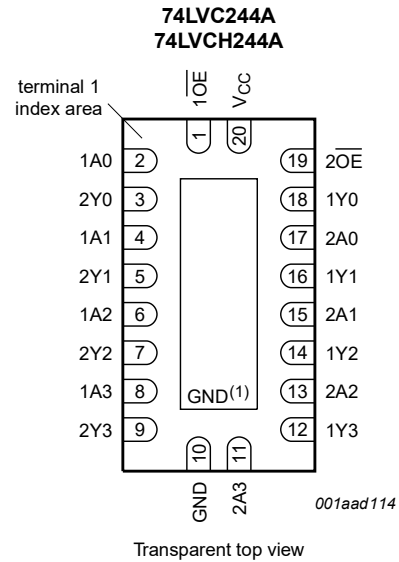 74LVC244A
74LVCH244A
terminal 1
index area
1OE
VCC
1
20
1A0 2 19 2OE
2Y0 3 18 1Y0
1A1 4 17 2A0
2Y1 5 16 1Y1
1A2 6 15 2A1
2Y2 7 14 1Y2
1A3 8 GND(1) 13 2A2
2Y3 9 12 1Y3
10
11
GND
2A3
001aad114
Transparent top view